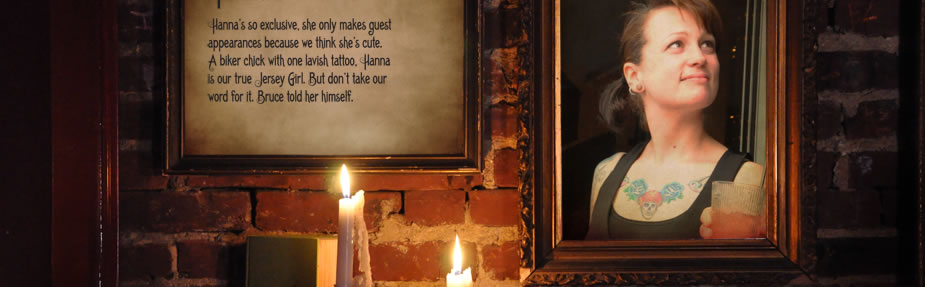 Hanna's so exclusive, she only makes guest
appearances because we think she's cute.
A biker chick with one lavish tattoo, Hanna
is our true Jersey Girl. But don't take our
word for it. Bruce told her himself.